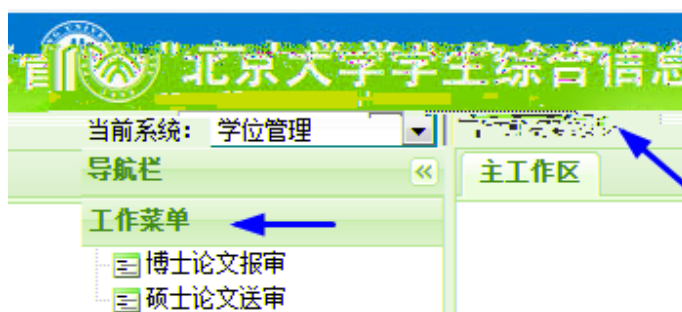 北京大学学生综合信息
当前系统： 学位管理
导航栏
主工作区
工作菜单
博士论文报审
硕士论文送审